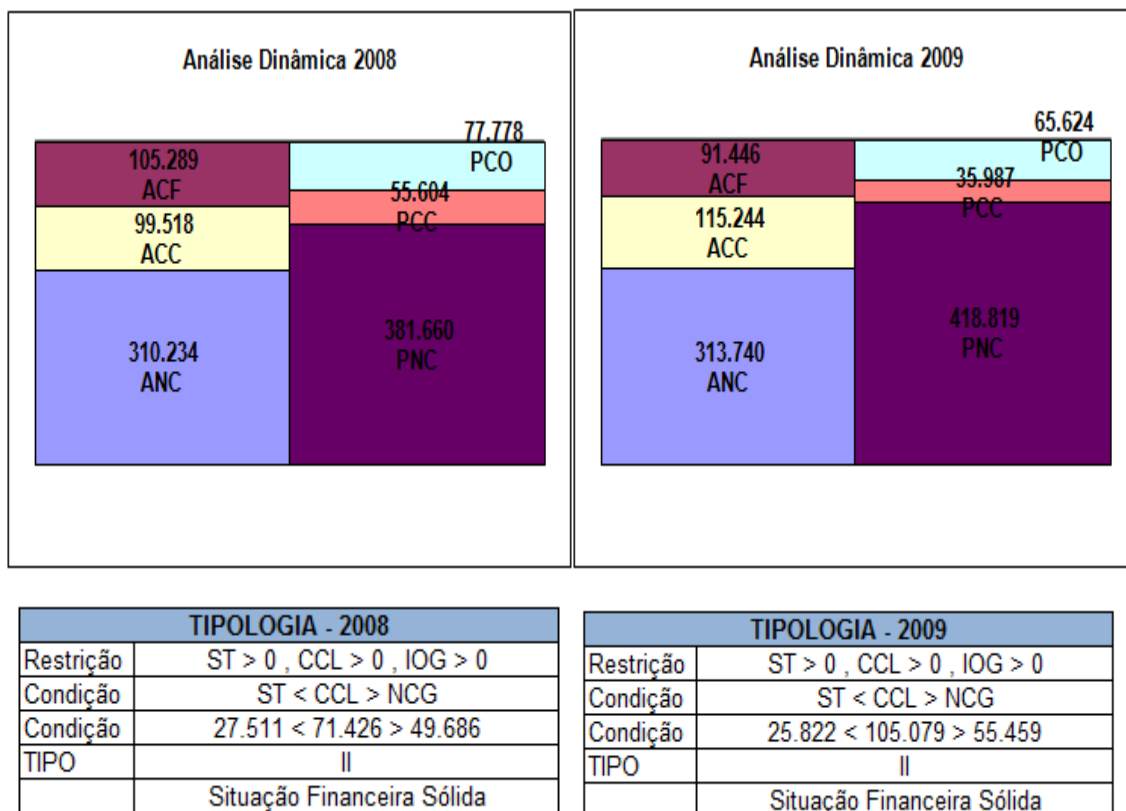 Análise Dinâmica 2008
77.778
PCO
105.289
ACF
55.604
PCC
99.518
ACC
381.660
PNC
310.234
ANC
Análise Dinâmica 2009
65.624
PCO
91.446
ACF
35.987
PCC
115.244
ACC
418.819
PNC
313.740
ANC
TIPOLOGIA - 2008
Restrição ST > 0 , CCL > 0 , IOG > 0
Condição ST < CCL > NCG
Condição 27.511 < 71.426 > 49.686
TIPO II
Situação Financeira Sólida
TIPOLOGIA - 2009
Restrição ST > 0 , CCL > 0 , IOG > 0
Condição ST < CCL > NCG
Condição 25.822 < 105.079 > 55.459
TIPO II
Situação Financeira Sólida